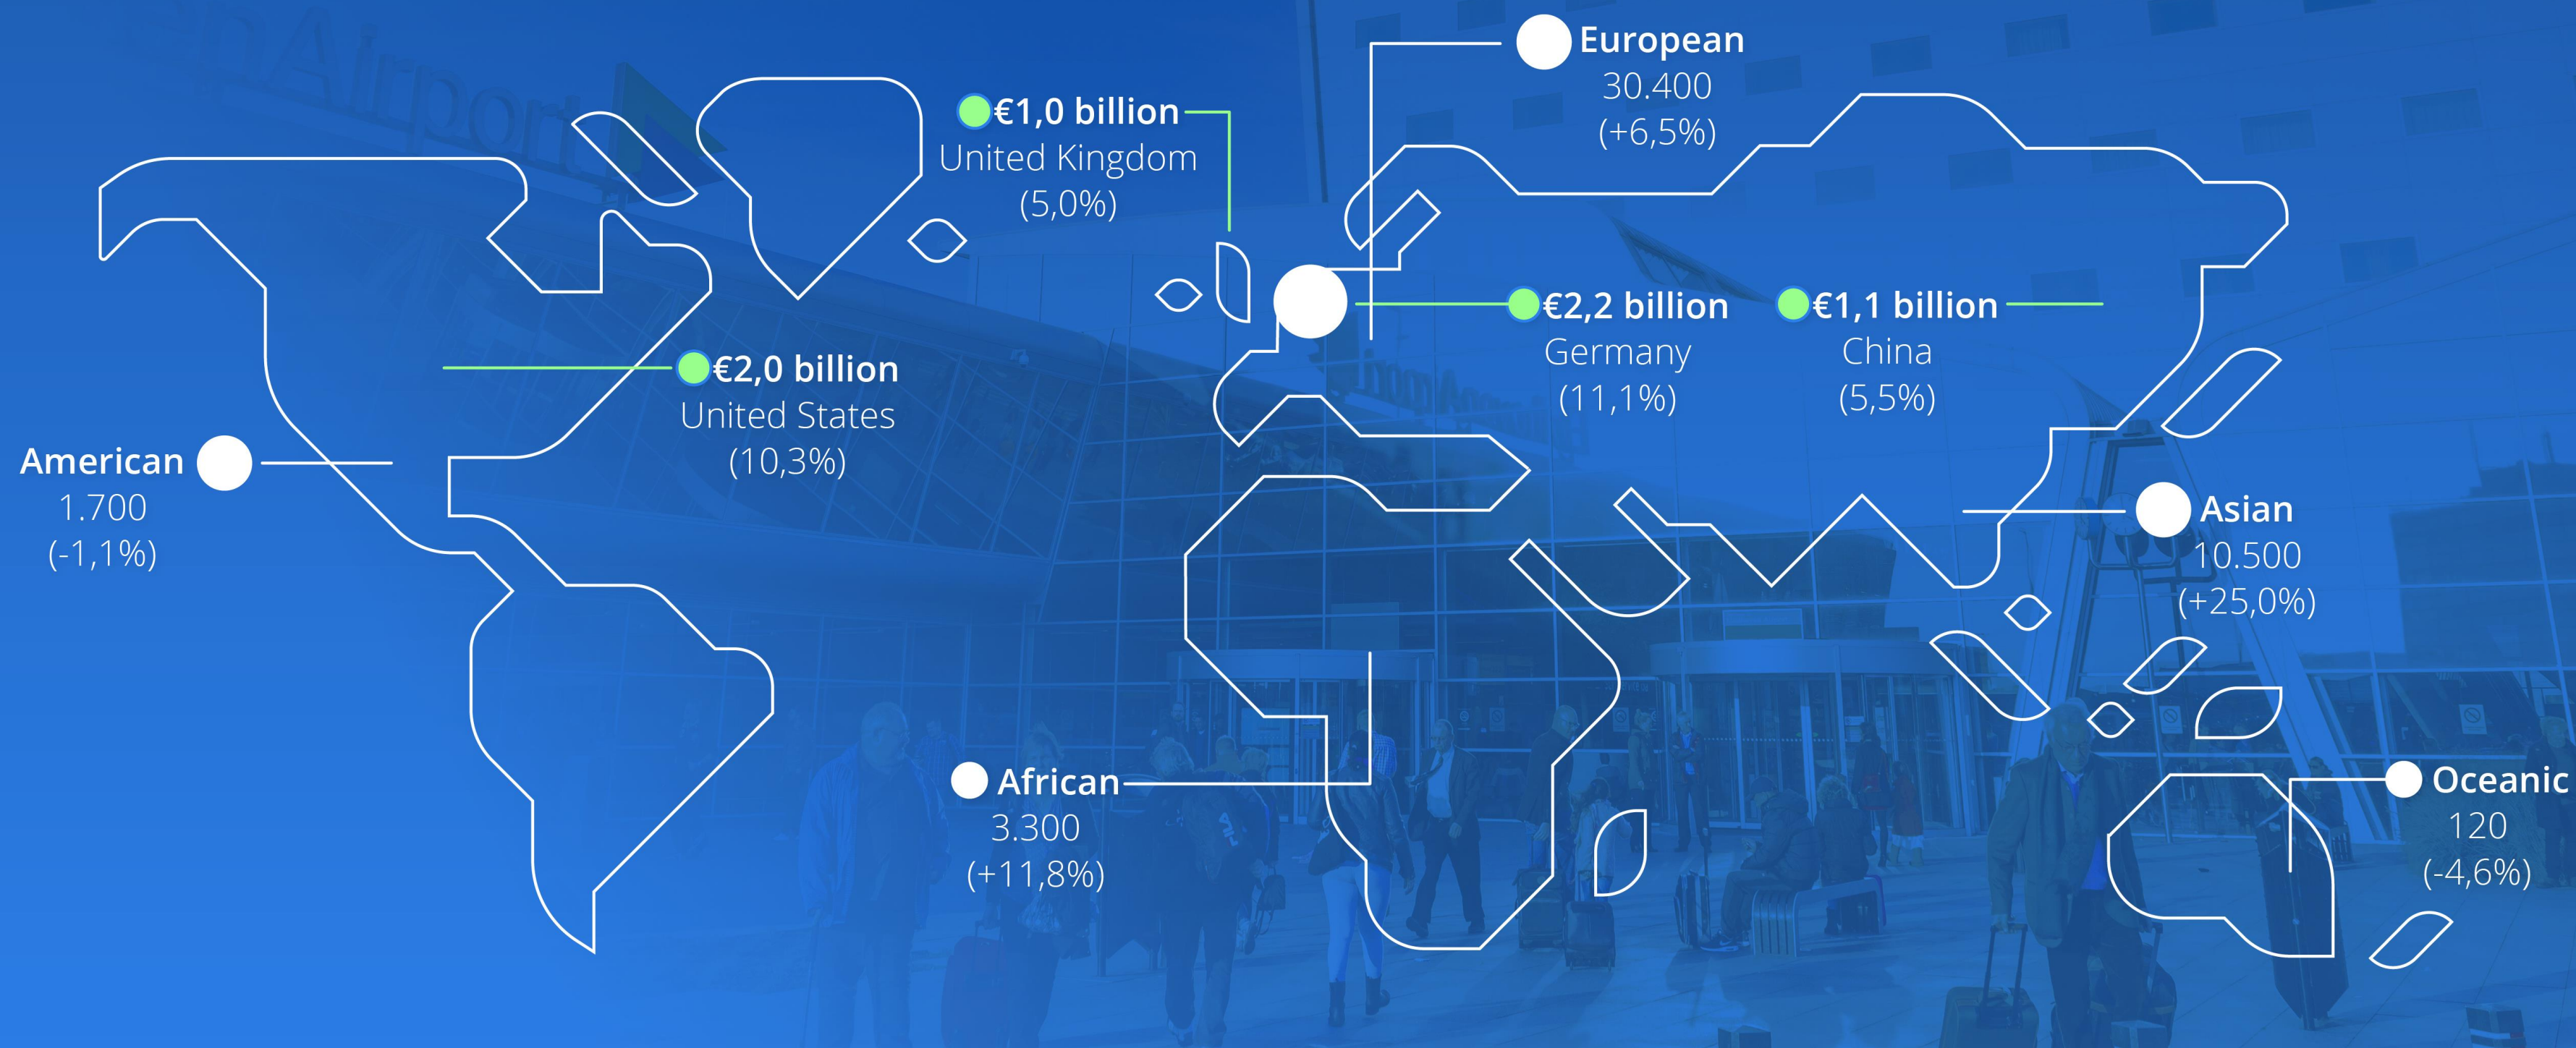 enAirport
European
30.400
(+6,5%)
€1,0 billion
United Kingdom
(5,0%)
€2,2 billion
Germany
(11,1%)
€1,1 billion
China
(5,5%)
€2,0 billion
United States
(10,3%)
American
1.700
(-1,1%)
Asian
10.500
(+25,0%)
African
3.300
(+11,8%)
Oceanic
120
(-4,6%)